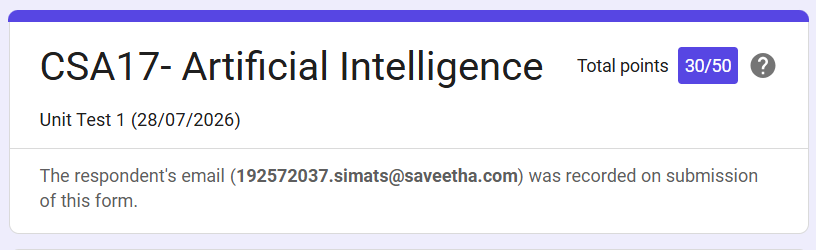 CSA17- Artificial Intelligence
Total points 30/50
Unit Test 1 (28/07/2026)
The respondent's email (192572037.simats@saveetha.com) was recorded on submission
of this form.